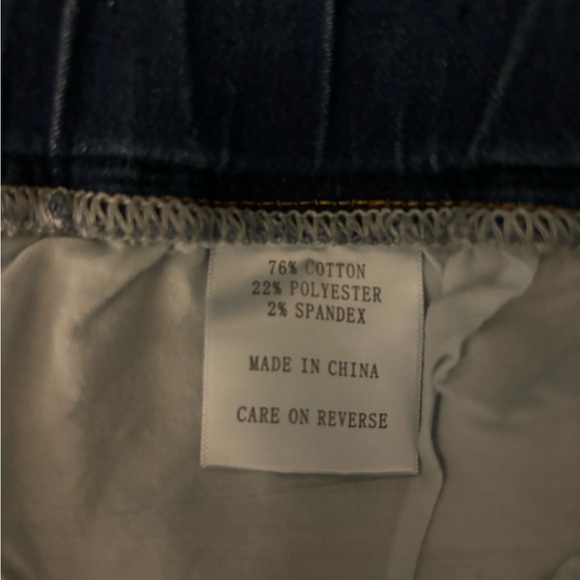 76% COTTON
22% POLYESTER
2% SPANDEX
MADE IN CHINA
CARE ON REVERSE